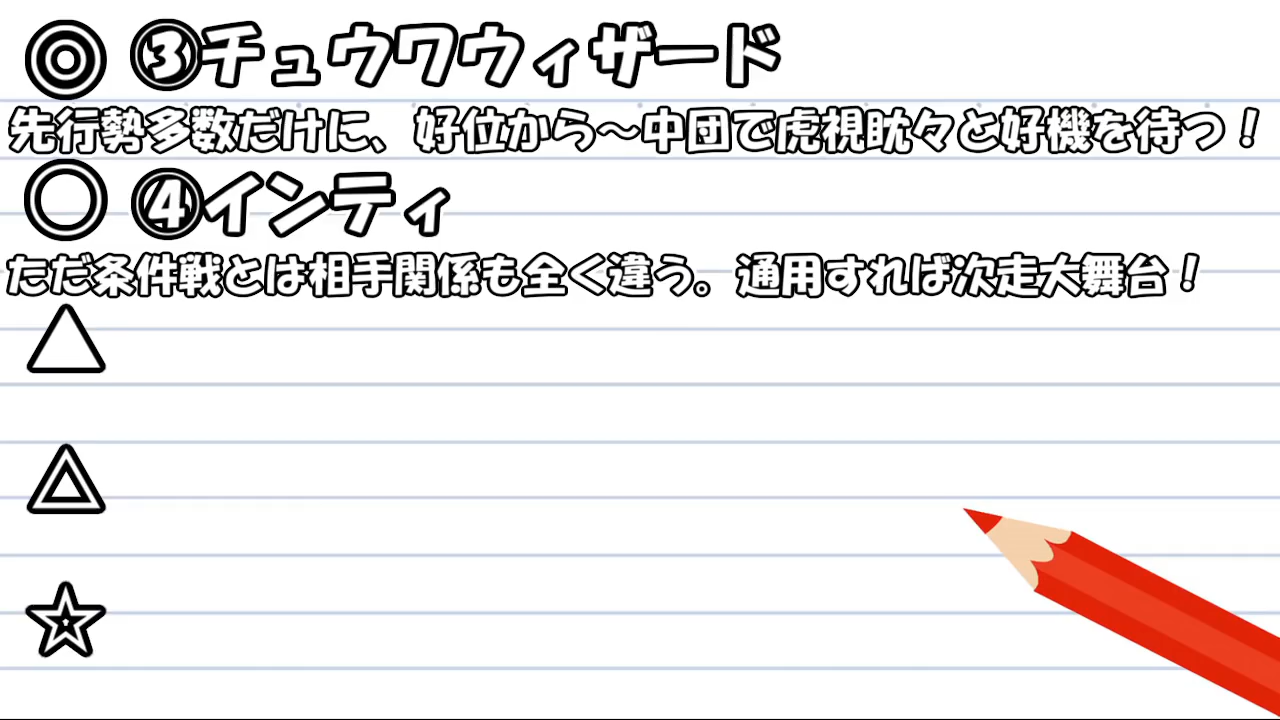 ◎ ③チュウワウィザード
先行勢多数だけに、好位から～中団で虎視眈々と好機を待つ！
○ ④インティ
ただ条件戦とは相手関係も全く違う。通用すれば次走大舞台！
△
▲
☆